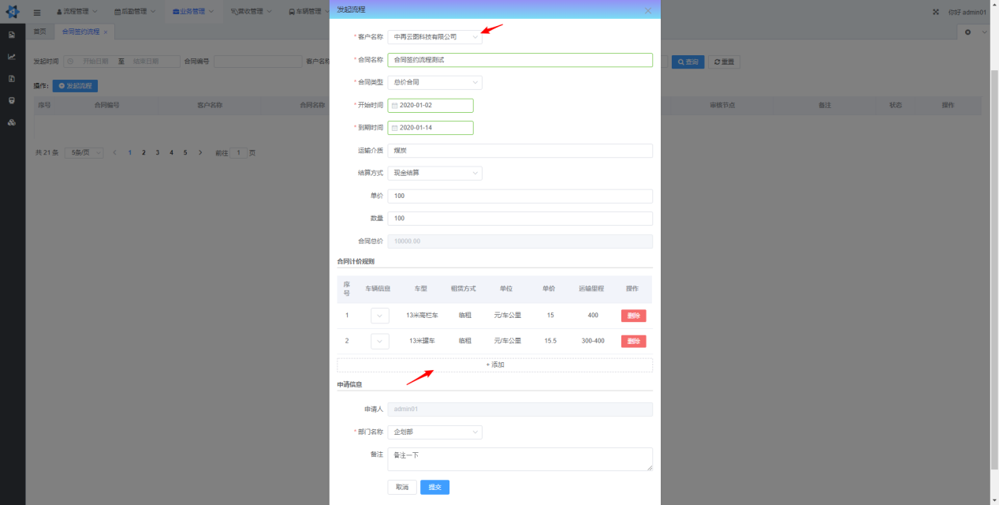 流程管理 后勤管理 业务管理 营收管理 车辆管理 你好 admin01
首页 合同签约流程 ×
发起时间 开始日期 至 结束日期 合同编号 客户名称 查询 重置
操作: 发起流程
序号 合同编号 客户名称 合同名称 审核节点 备注 状态 操作
共 21 条 5条/页 1 2 3 4 5 前往 1 页
发起流程
* 客户名称 中再云图科技有限公司
* 合同名称 合同签约流程测试
* 合同类型 总价合同
* 开始时间 2020-01-02
* 到期时间 2020-01-14
运输介质 煤炭
结算方式 现金结算
单价 100
数量 100
合同总价 10000.00
合同计价规则
序号 车辆信息 车型 租赁方式 单位 单价 运输里程 操作
1 13米高栏车 临租 元/车公里 15 400 删除
2 13米罐车 临租 元/车公里 15.5 300-400 删除
+ 添加
申请信息
申请人 admin01
* 部门名称 企划部
备注 备注一下
取消 提交